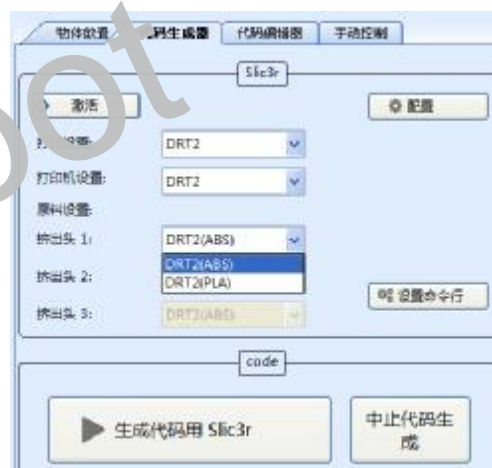 物体放置 代码生成器 代码编辑器 手动控制
Slic3r
激活 配置
DRT2
打印机设置: DRT2
原料设置:
挤出头 1: DRT2(ABS)
DRT2(ABS)
挤出头 2: DRT2(PLA)
设置命令行
挤出头 3: DRT2(ABS)
code
生成代码用 Slic3r 中止代码生成